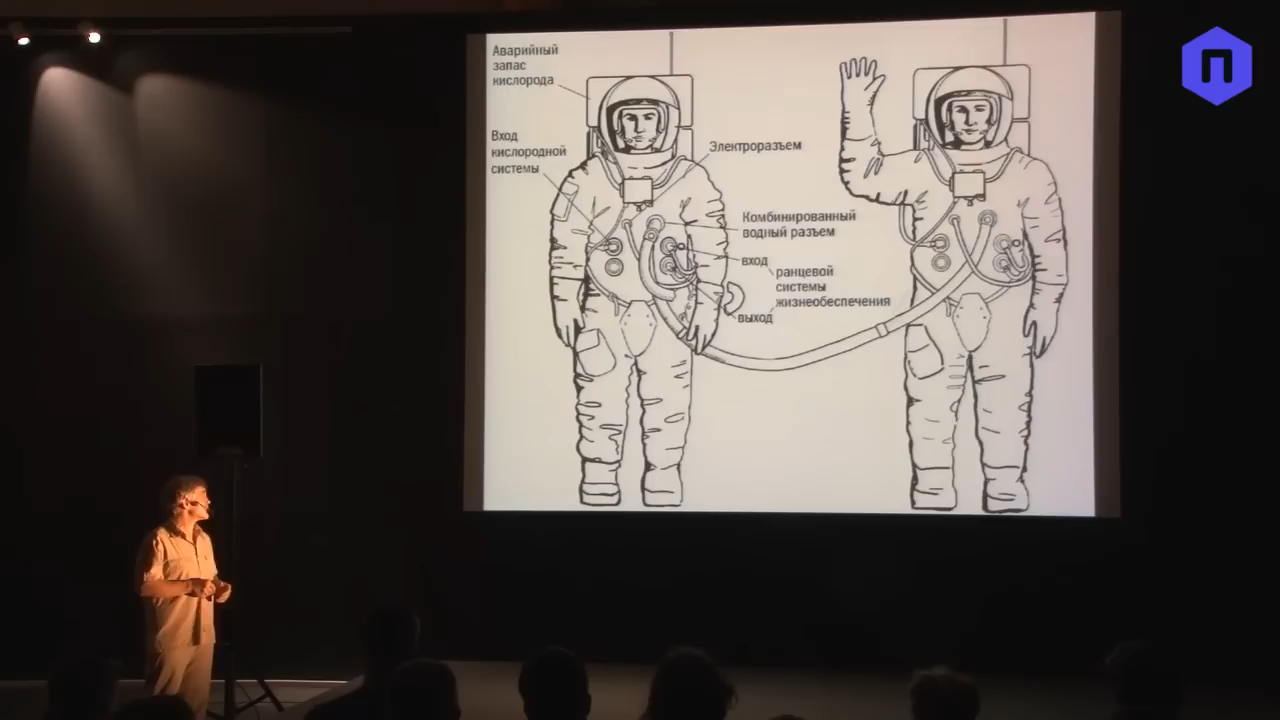 Аварийный
запас
кислорода
Вход
кислородной
системы
Электроразъем
Комбинированный
водный разъем
вход
ранцевой
системы
жизнеобеспечения
выход
П